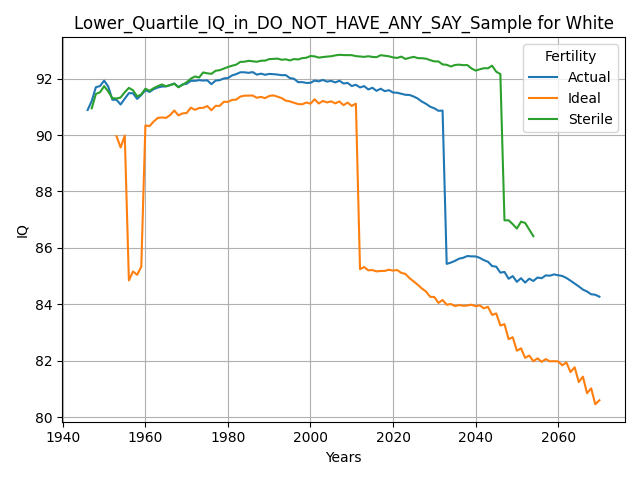 Lower_Quartile_IQ_in_DO_NOT_HAVE_ANY_SAY_Sample for White
Fertility
Actual
Ideal
Sterile
IQ
92
90
88
86
84
82
80
1940 1960 1980 2000 2020 2040 2060
Years